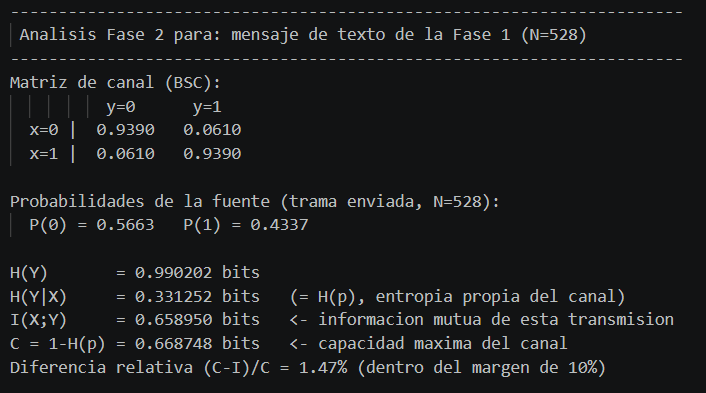 ----------------------------------------------------------------------
Analisis Fase 2 para: mensaje de texto de la Fase 1 (N=528)
----------------------------------------------------------------------
Matriz de canal (BSC):
y=0 y=1
x=0 | 0.9390 0.0610
x=1 | 0.0610 0.9390
Probabilidades de la fuente (trama enviada, N=528):
P(0) = 0.5663 P(1) = 0.4337
H(Y) = 0.990202 bits
H(Y|X) = 0.331252 bits (= H(p), entropia propia del canal)
I(X;Y) = 0.658950 bits <- informacion mutua de esta transmision
C = 1-H(p) = 0.668748 bits <- capacidad maxima del canal
Diferencia relativa (C-I)/C = 1.47% (dentro del margen de 10%)